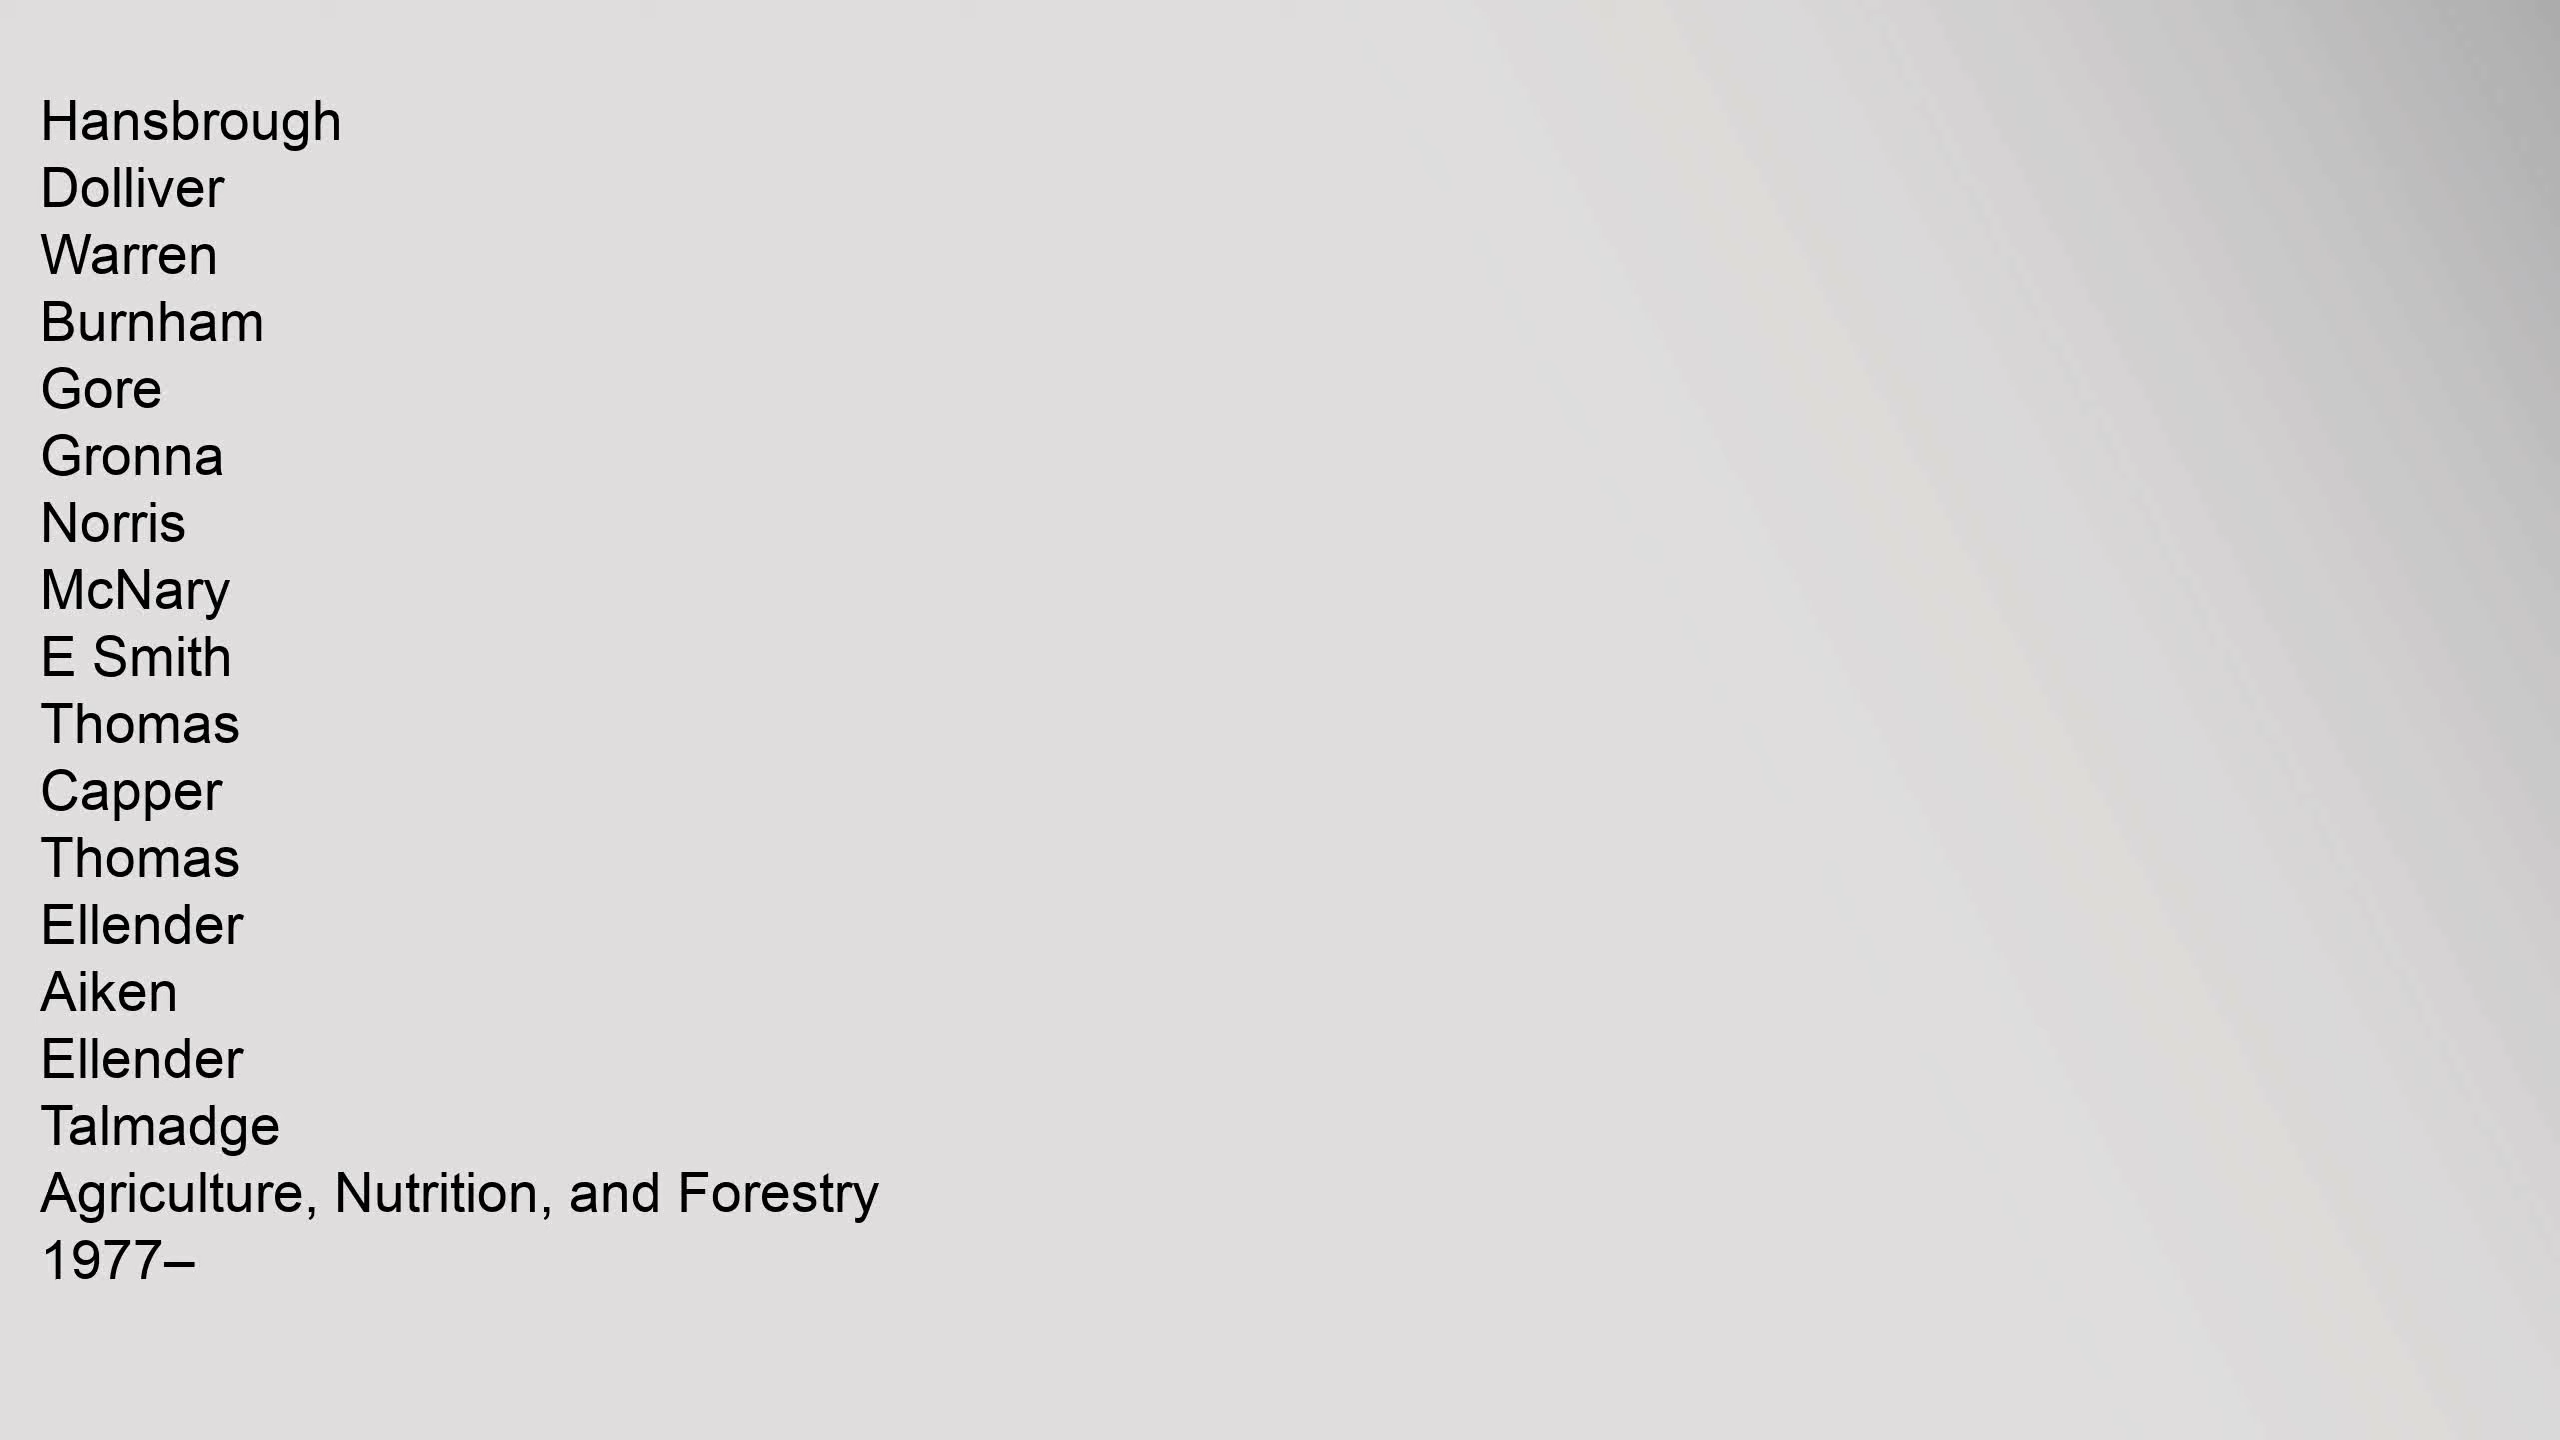 Hansbrough
Dolliver
Warren
Burnham
Gore
Gronna
Norris
McNary
E Smith
Thomas
Capper
Thomas
Ellender
Aiken
Ellender
Talmadge
Agriculture, Nutrition, and Forestry
1977–